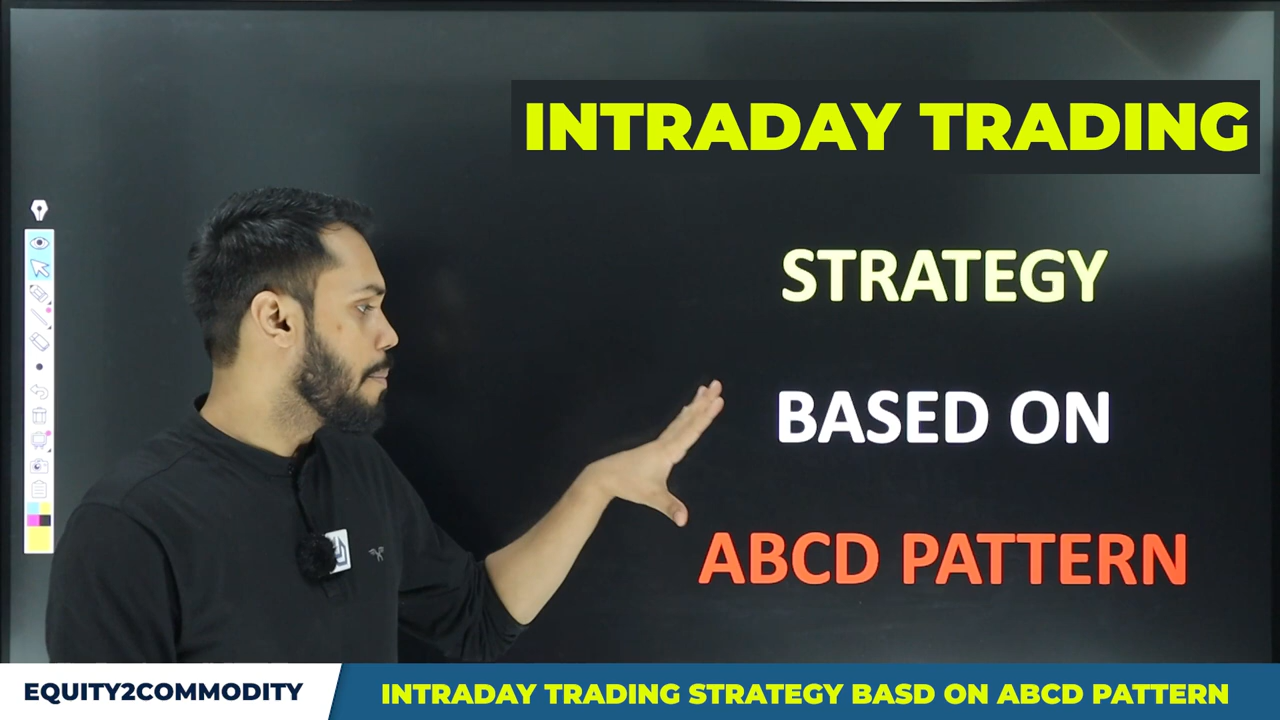 INTRADAY TRADING
STRATEGY
BASED ON
ABCD PATTERN
EQUITY2COMMODITY
INTRADAY TRADING STRATEGY BASD ON ABCD PATTERN